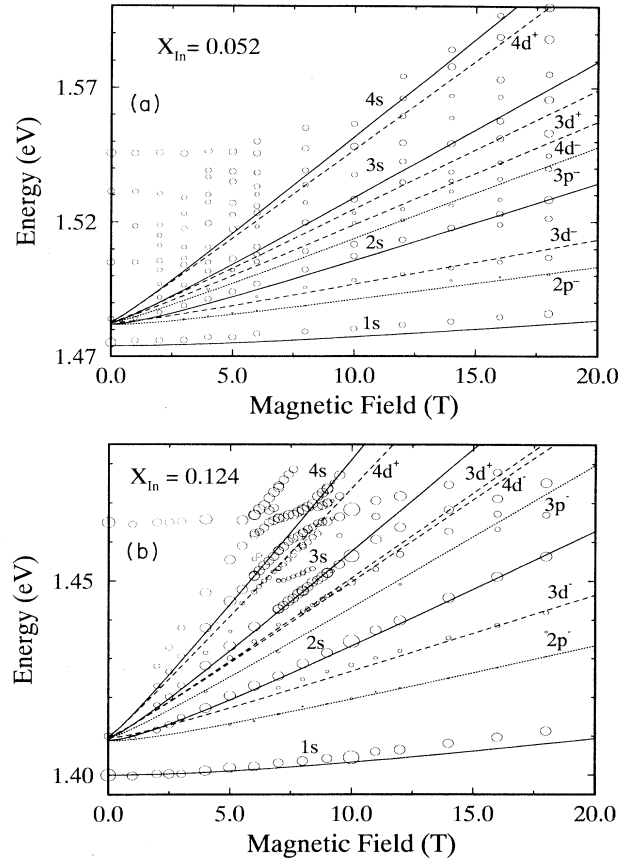 X_In = 0.052
(a)
4s
4d+
3s
3d+
4d-
3p-
2s
3d-
2p-
1s
1.57
1.52
1.47
Energy (eV)
0.0 5.0 10.0 15.0 20.0
Magnetic Field (T)
X_In = 0.124
(b)
4s
4d+
3d+
4d-
3p-
3s
3d-
2s
2p-
1s
1.45
1.40
Energy (eV)
0.0 5.0 10.0 15.0 20.0
Magnetic Field (T)